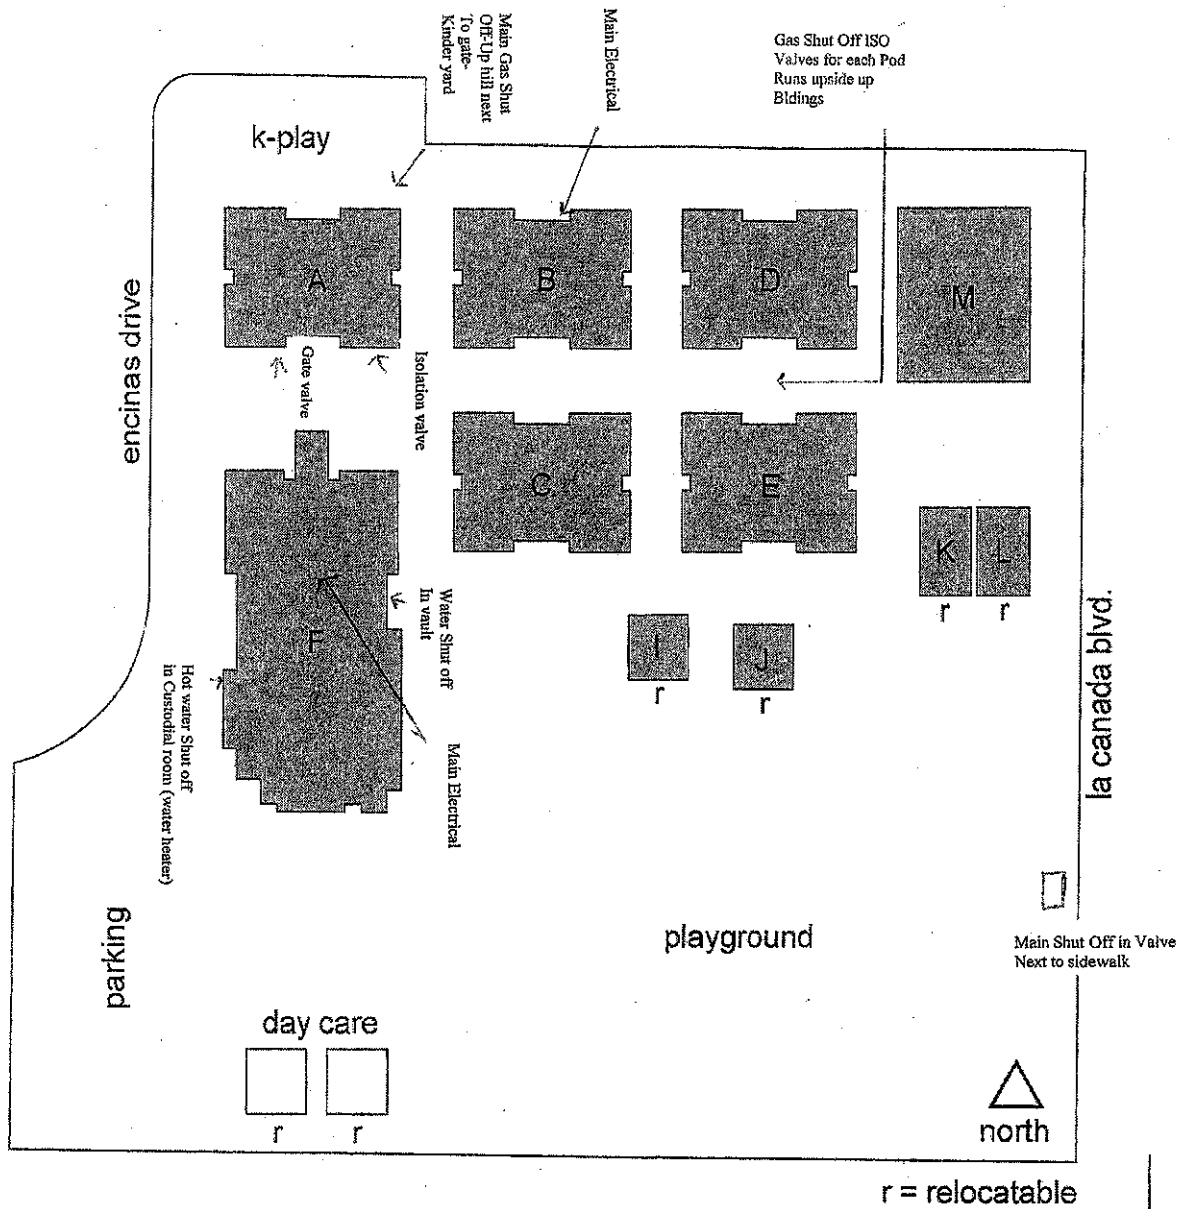 Main Gas Shut
Off-Up hill next
To gate-
Kinder yard
Main Electrical
Gas Shut Off ISO
Valves for each Pod
Runs upside up
Bldings
k-play
A
B
D
M
encinas drive
Gate valve
Isolation valve
C
E
K
L
r
r
la canada blvd.
F
Water Shut off
In vault
I
J
r
r
Hot water Shut off
in Custodial room (water heater)
Main Electrical
parking
playground
Main Shut Off in Valve
Next to sidewalk
day care
r
r
north
r = relocatable